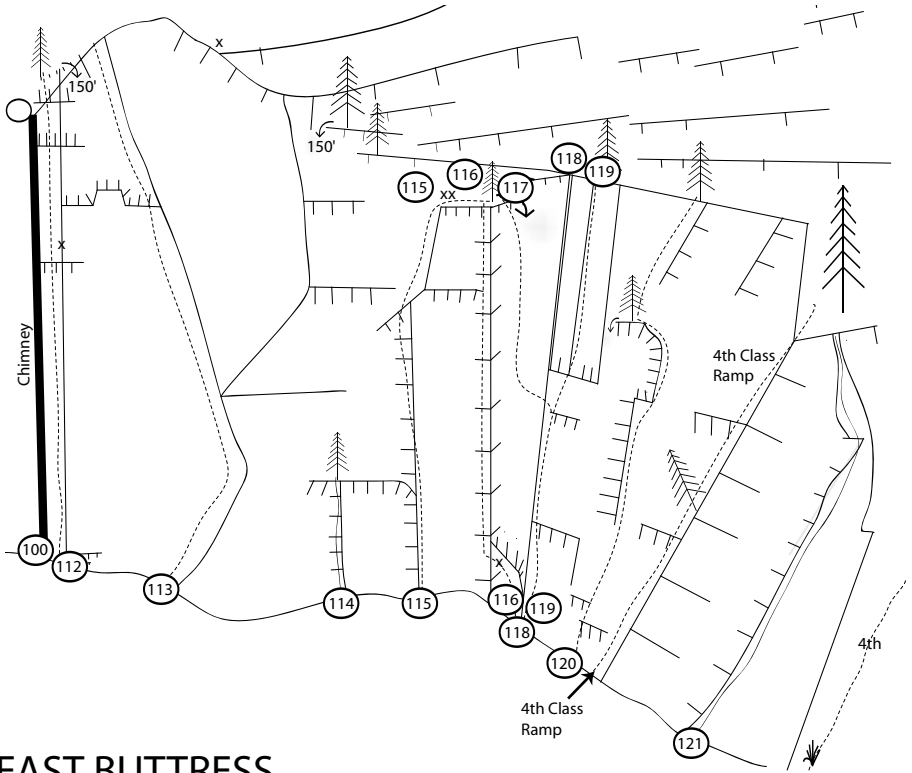 x
150'
150'
118
116
119
115
117
xx
x
Chimney
4th Class
Ramp
100
112
x
113
114
115
116
119
118
4th
120
4th Class
Ramp
121
EAST BUTTRESS